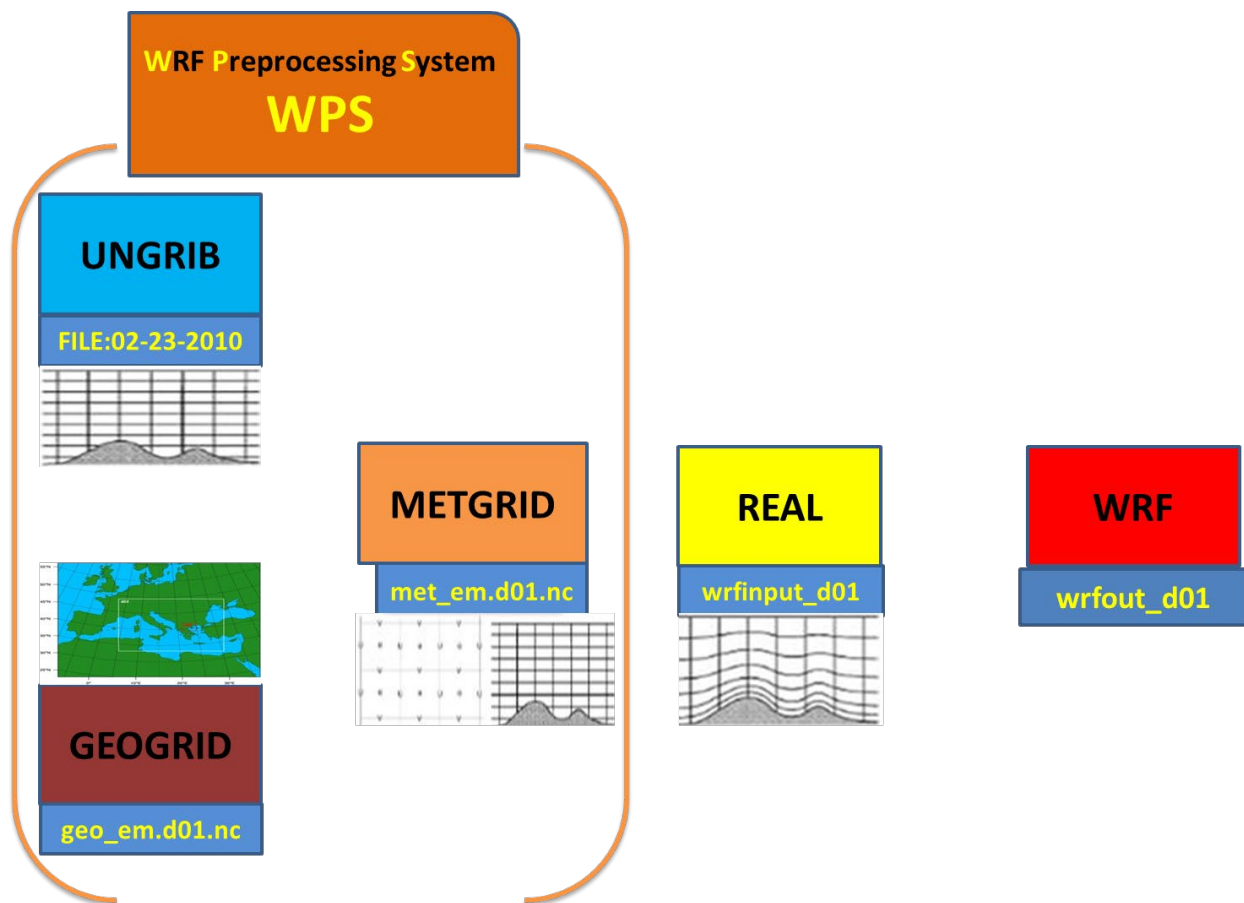 WRF Preprocessing System
WPS
UNGRIB
FILE:02-23-2010
METGRID
met_em.d01.nc
REAL
wrfinput_d01
WRF
wrfout_d01
GEOGRID
geo_em.d01.nc